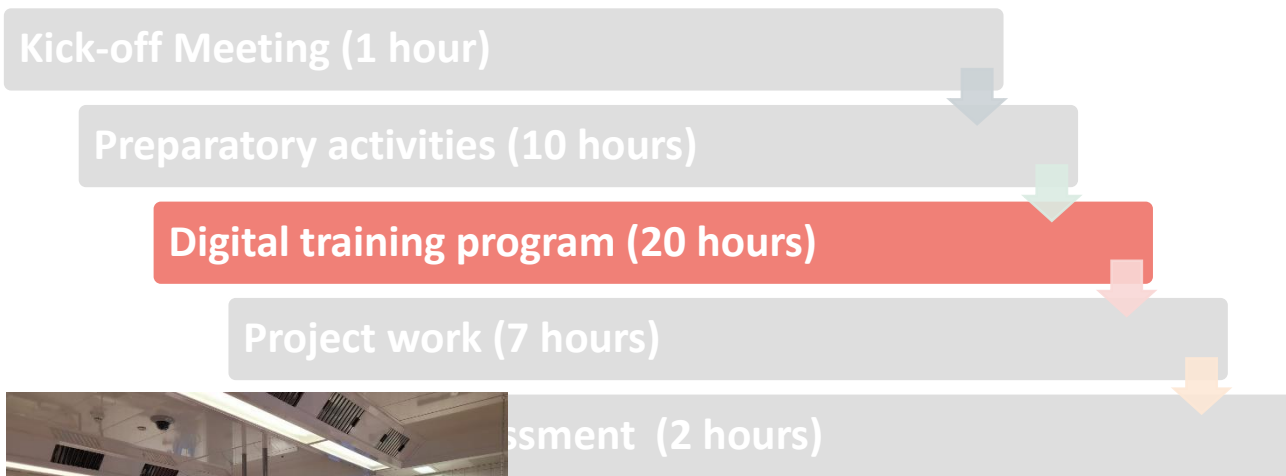 Kick-off Meeting (1 hour)
Preparatory activities (10 hours)
Digital training program (20 hours)
Project work (7 hours)
(2 hours)